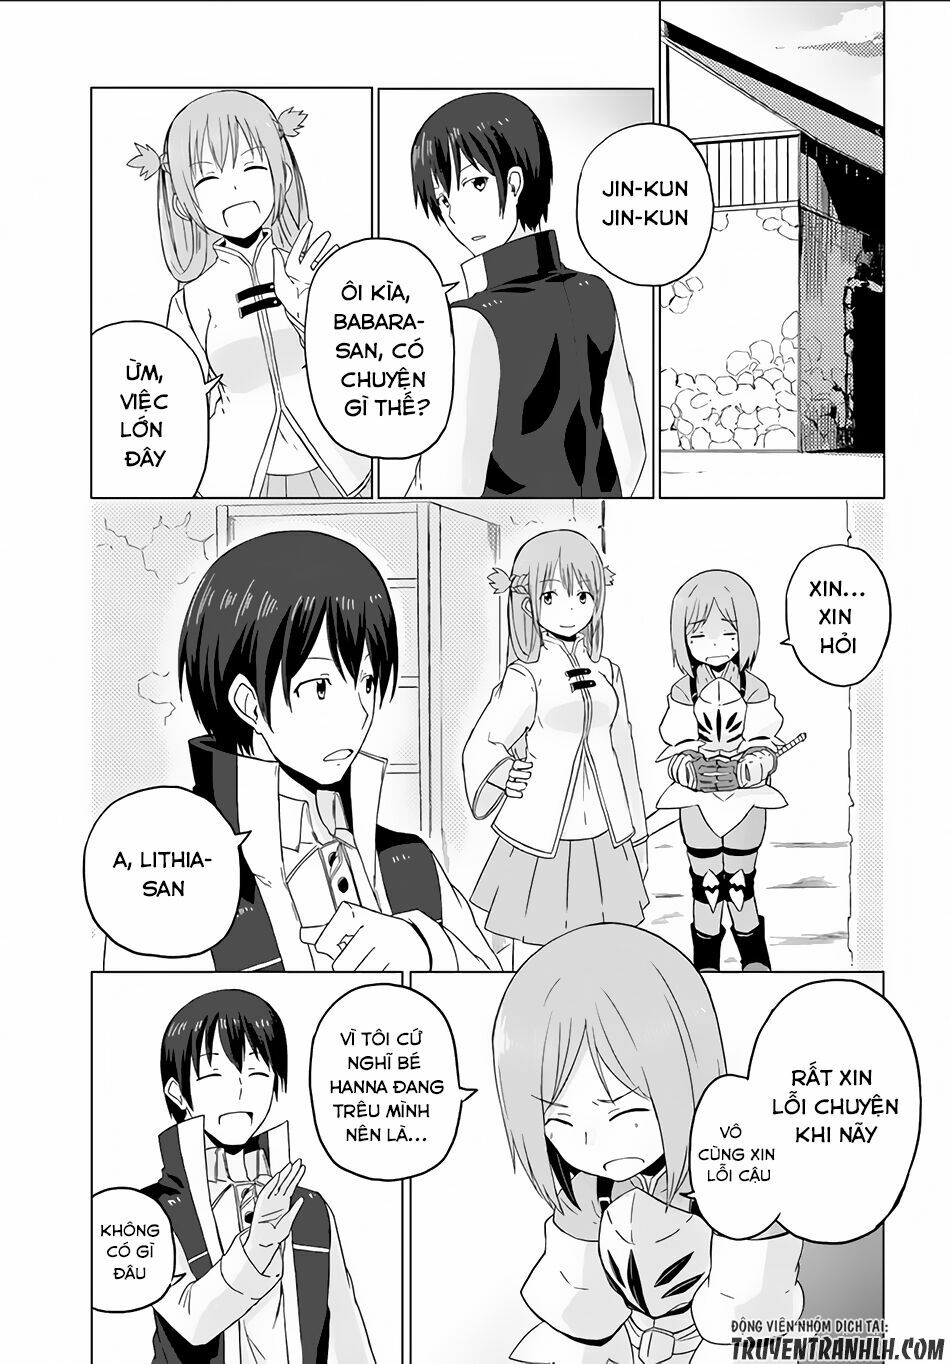 JIN-KUN
JIN-KUN
ÔI KÌA,
BABARA-
SAN, CÓ
CHUYỆN
GÌ THẾ?
ỪM,
VIỆC
LỚN
ĐÂY
XIN...
XIN
HỎI
A, LITHIA-
SAN
RẤT XIN
LỖI CHUYỆN
KHI NÃY
VÔ
CÙNG XIN
LỖI CẬU
VÌ TÔI CỨ
NGHĨ BÉ
HANNA ĐANG
TRÊU MÌNH
NÊN LÀ...
KHÔNG
CÓ GÌ
ĐÂU
ĐỘNG VIÊN NHÓM DỊCH TẠI:
TRUYENTRANHLH.COM